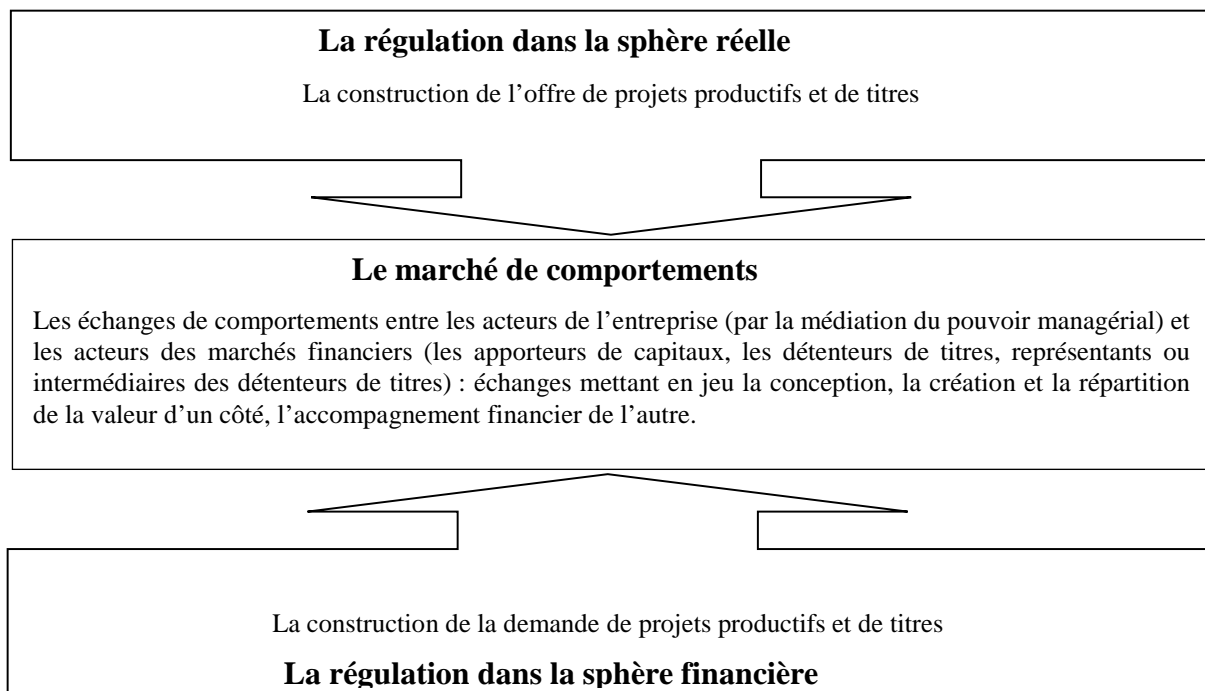 La régulation dans la sphère réelle
La construction de l’offre de projets productifs et de titres
Le marché de comportements
Les échanges de comportements entre les acteurs de l’entreprise (par la médiation du pouvoir managérial) et
les acteurs des marchés financiers (les apporteurs de capitaux, les détenteurs de titres, représentants ou
intermédiaires des détenteurs de titres) : échanges mettant en jeu la conception, la création et la répartition
de la valeur d’un côté, l’accompagnement financier de l’autre.
La construction de la demande de projets productifs et de titres
La régulation dans la sphère financière